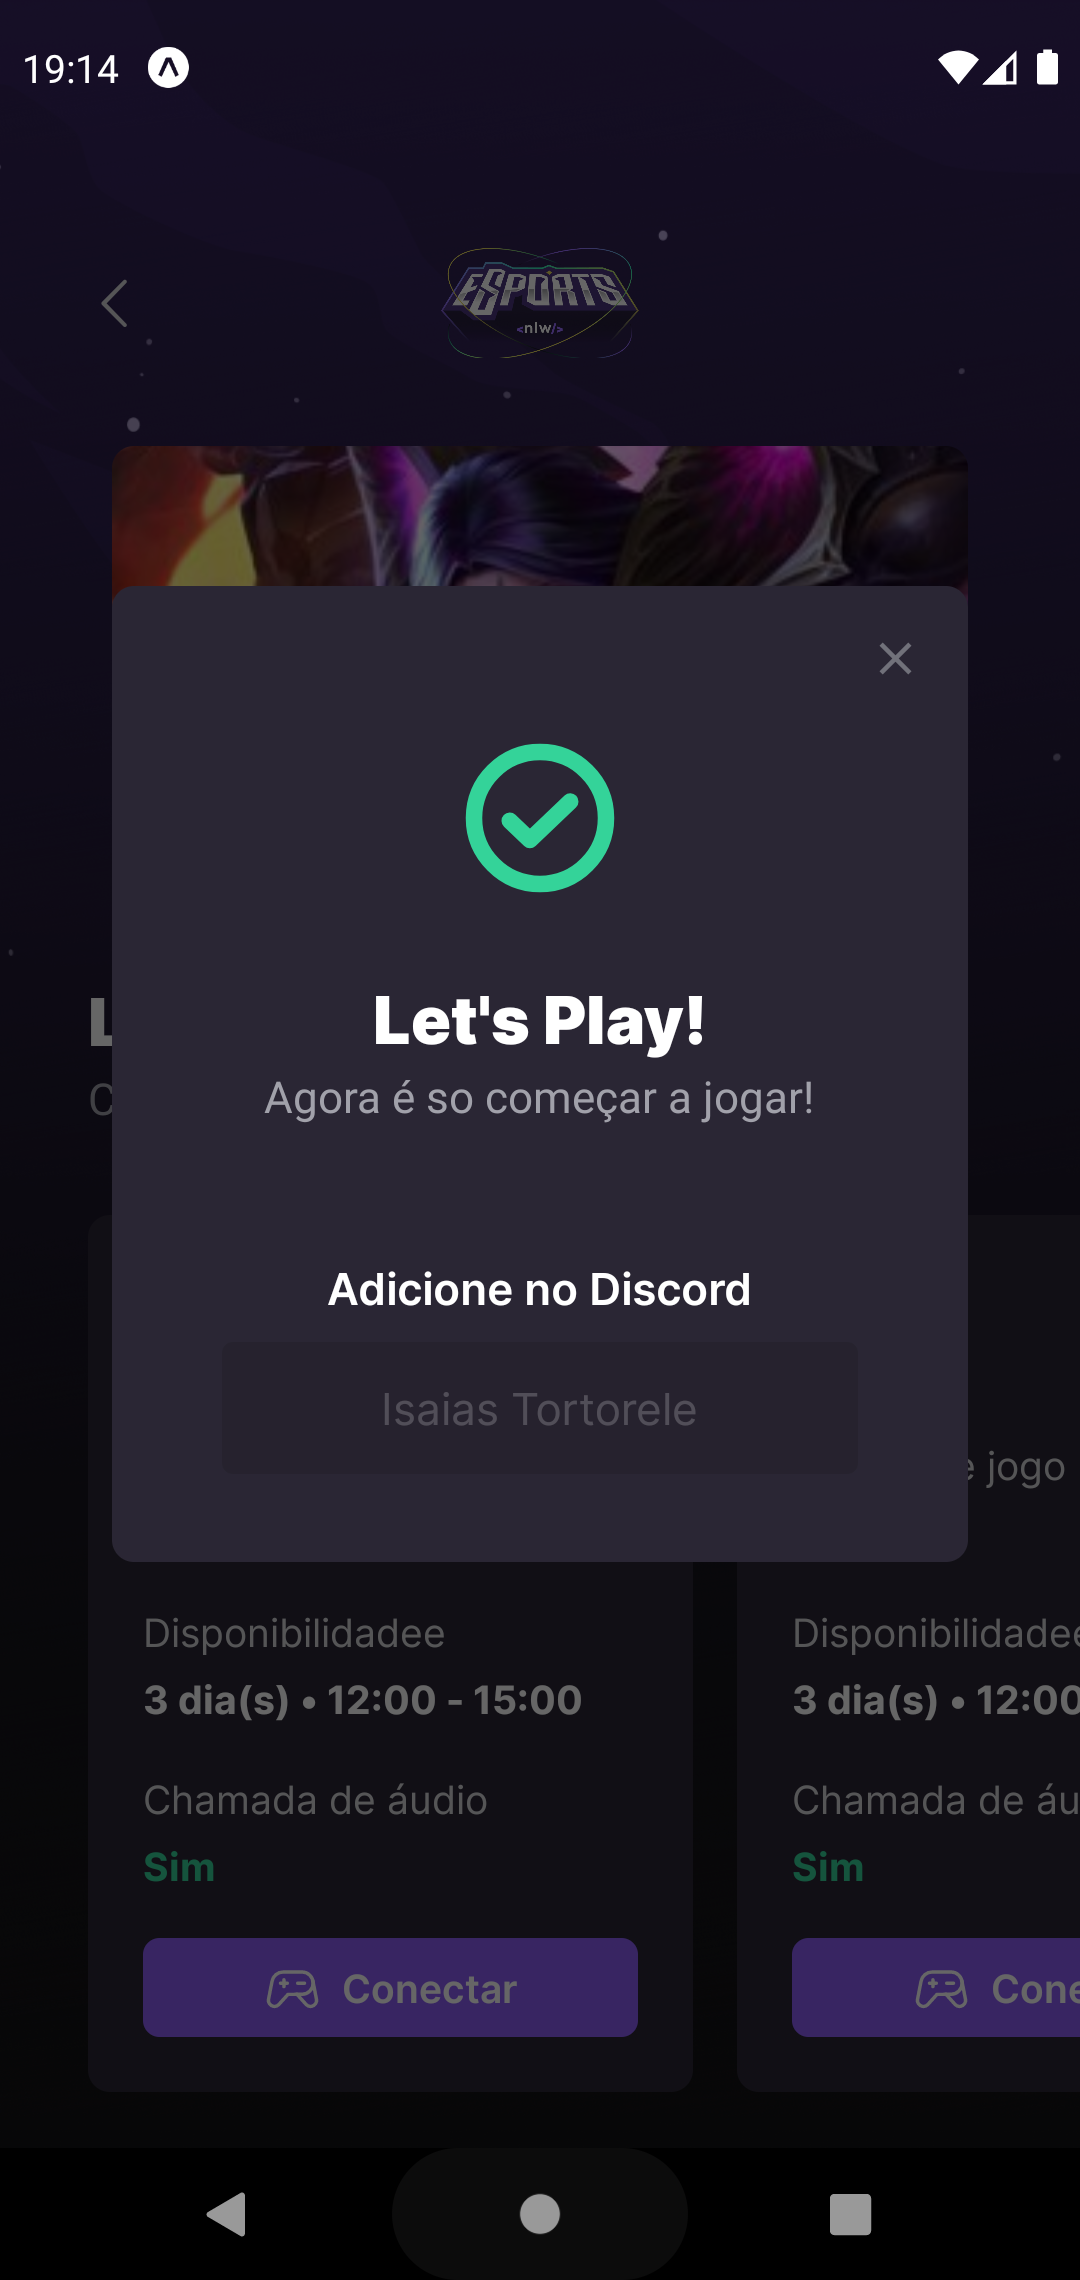 19:14
ESPORTS
<nlw/>
L
C
Let's Play!
Agora é so começar a jogar!
Adicione no Discord
Isaias Tortorele
jogo
Disponibilidadee
3 dia(s) • 12:00 - 15:00
Chamada de áudio
Sim
Conectar
Disponibilidadee
3 dia(s) • 12:00
Chamada de áu
Sim
Cone